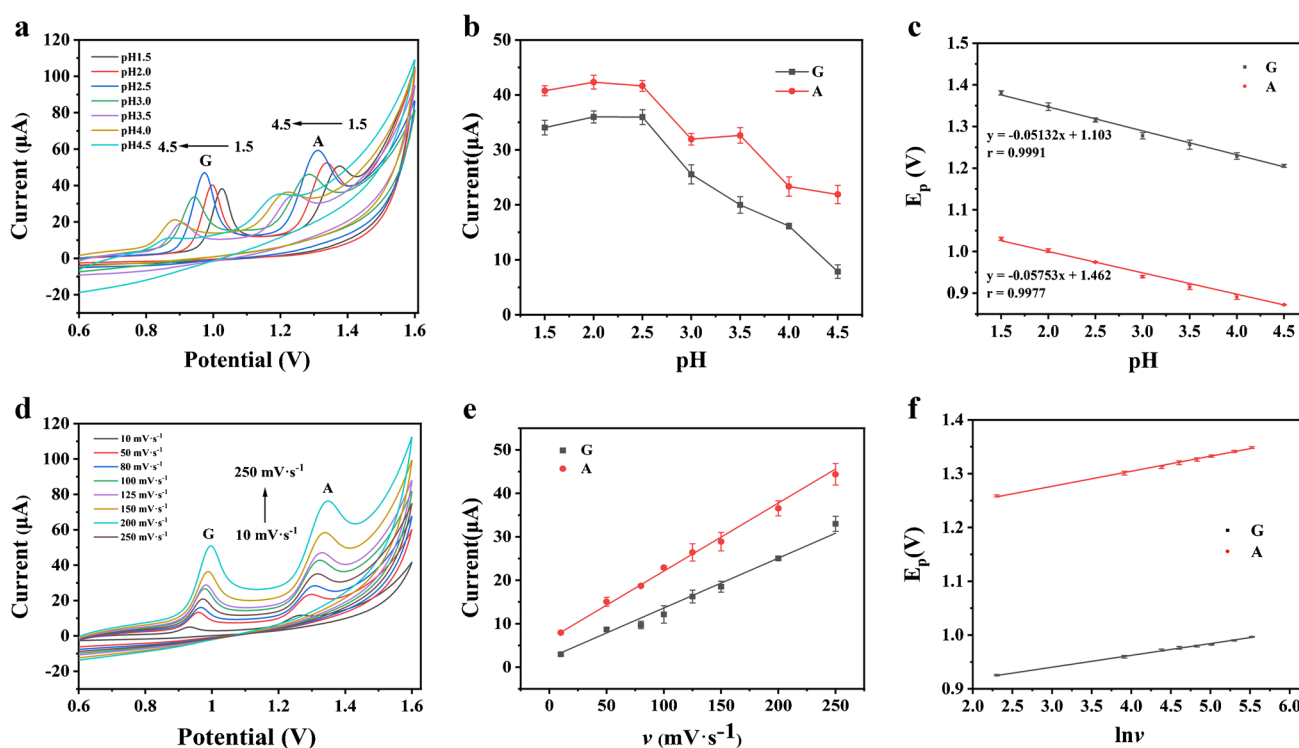 a
120
100
80
60
40
20
0
-20
Current (μA)
pH1.5
pH2.0
pH2.5
pH3.0
pH3.5
pH4.0
pH4.5
4.5
1.5
G
4.5
1.5
A
0.6
0.8
1.0
1.2
1.4
1.6
Potential (V)
b
50
40
30
20
10
0
Current(μA)
G
A
1.5
2.0
2.5
3.0
3.5
4.0
4.5
pH
c
1.5
1.4
1.3
1.2
1.0
0.9
Ep (V)
G
A
y = -0.05132x + 1.103
r = 0.9991
y = -0.05753x + 1.462
r = 0.9977
1.5
2.0
2.5
3.0
3.5
4.0
4.5
pH
d
120
100
80
60
40
20
0
-20
Current (μA)
10 mV·s-1
50 mV·s-1
80 mV·s-1
100 mV·s-1
125 mV·s-1
150 mV·s-1
200 mV·s-1
250 mV·s-1
250 mV·s-1
10 mV·s-1
G
A
0.6
0.8
1
1.2
1.4
1.6
Potential (V)
e
50
40
30
20
10
0
Current(μA)
G
A
0
50
100
150
200
250
ν (mV·s-1)
f
1.4
1.3
1.2
1.0
0.9
Ep(V)
G
A
2.0
2.5
3.0
3.5
4.0
4.5
5.0
5.5
6.0
lnν